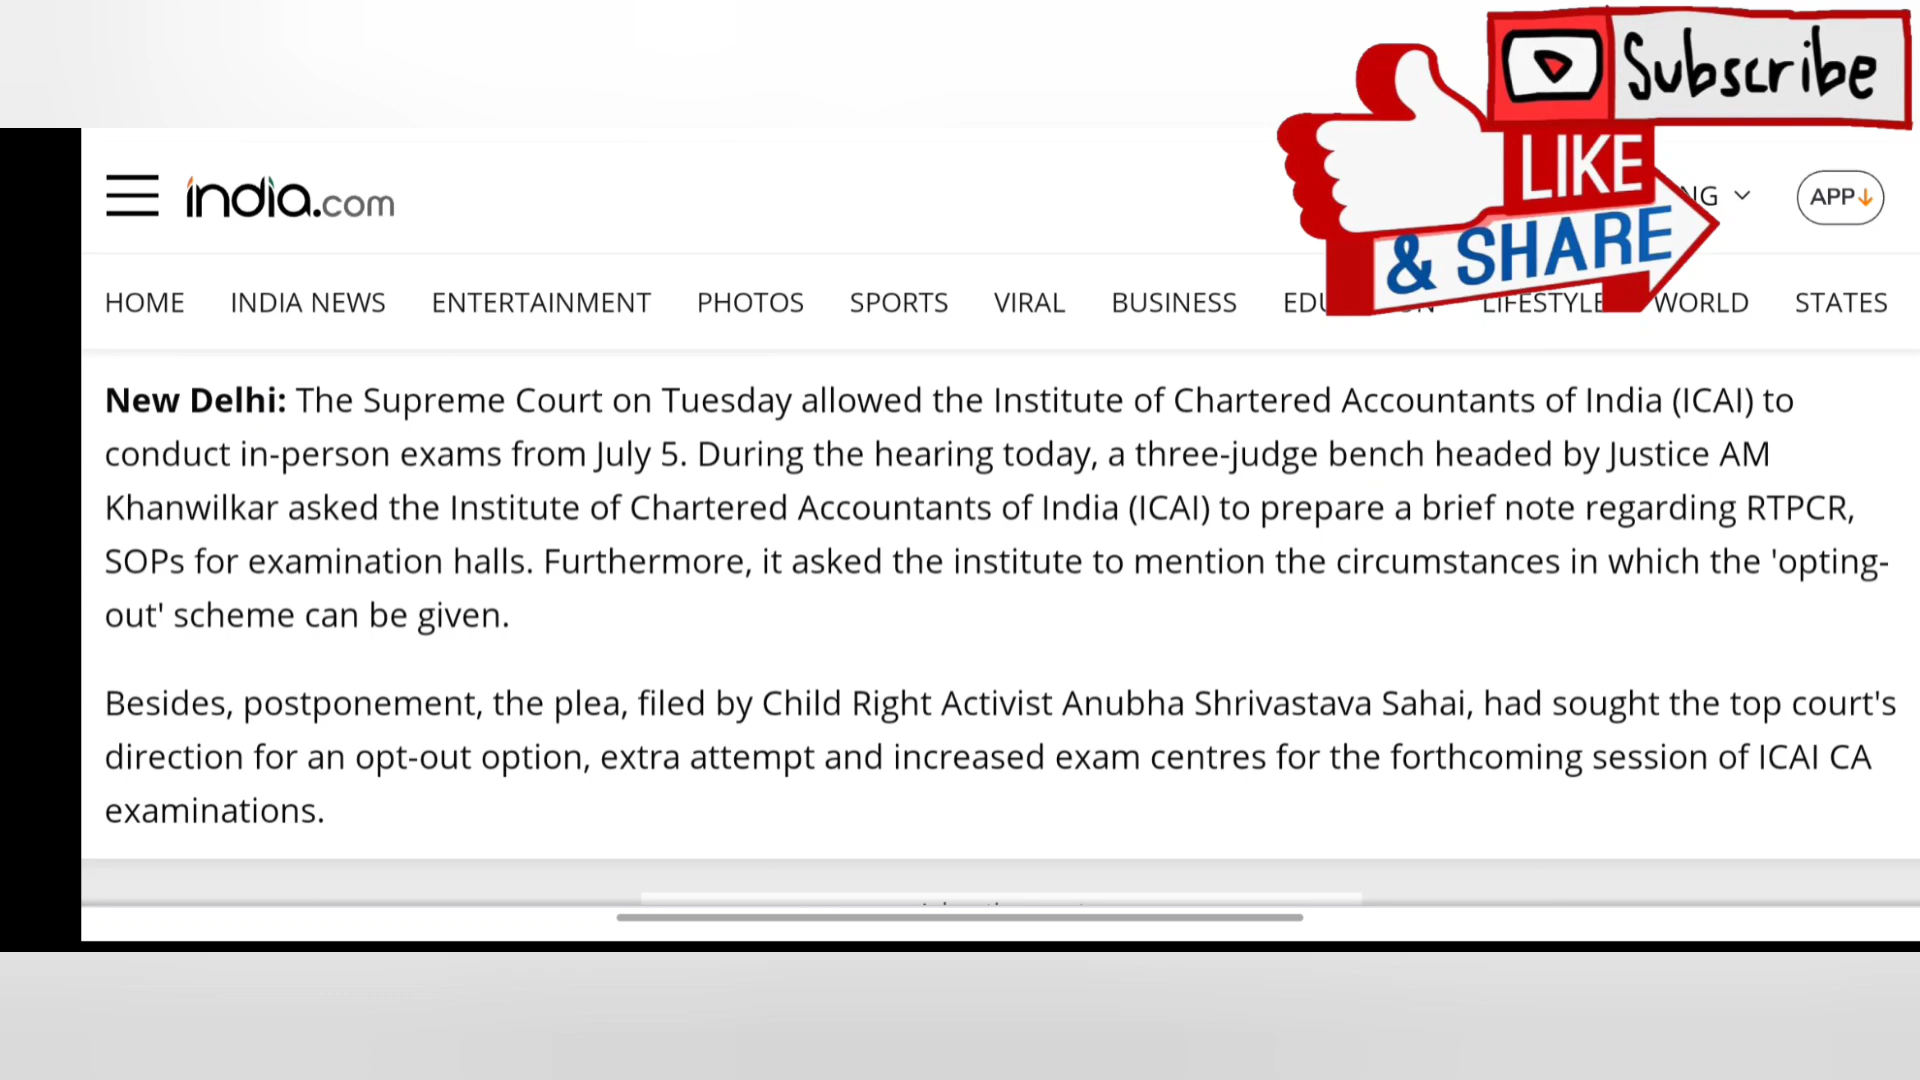 Subscribe
LIKE
& SHARE
india.com
APP
HOME INDIA NEWS ENTERTAINMENT PHOTOS SPORTS VIRAL BUSINESS LIFESTYLE WORLD STATES
New Delhi: The Supreme Court on Tuesday allowed the Institute of Chartered Accountants of India (ICAI) to
conduct in-person exams from July 5. During the hearing today, a three-judge bench headed by Justice AM
Khanwilkar asked the Institute of Chartered Accountants of India (ICAI) to prepare a brief note regarding RTPCR,
SOPs for examination halls. Furthermore, it asked the institute to mention the circumstances in which the 'opting-
out' scheme can be given.
Besides, postponement, the plea, filed by Child Right Activist Anubha Shrivastava Sahai, had sought the top court's
direction for an opt-out option, extra attempt and increased exam centres for the forthcoming session of ICAI CA
examinations.